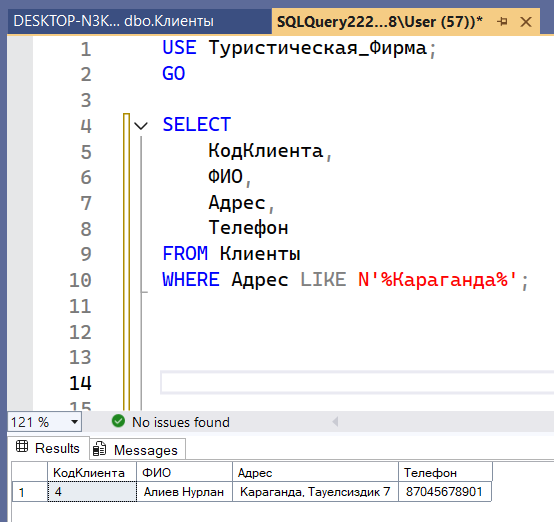 DESKTOP-N3K... dbo.Клиенты
SQLQuery222...8\User (57))*
1 USE Туристическая_Фирма;
2 GO
3
4 SELECT
5 КодКлиента,
6 ФИО,
7 Адрес,
8 Телефон
9 FROM Клиенты
10 WHERE Адрес LIKE N'%Караганда%';
11
12
13
14
15
121 % No issues found
Results Messages
КодКлиента ФИО Адрес Телефон
1 4 Алиев Нурлан Караганда, Тауелсиздик 7 87045678901